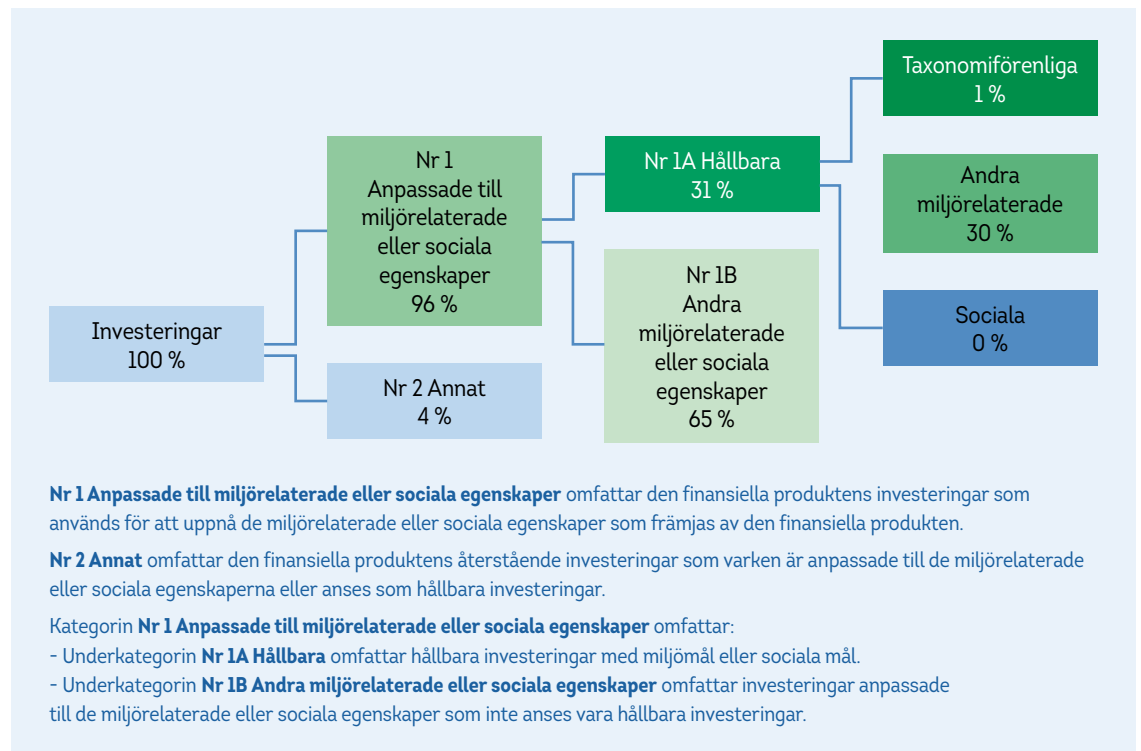 Investeringar
100 %
Nr 1
Anpassade till
miljörelaterade
eller sociala
egenskaper
96 %
Nr 2 Annat
4 %
Nr 1A Hållbara
31 %
Nr 1B
Andra
miljörelaterade
eller sociala
egenskaper
65 %
Taxonomiförenliga
1 %
Andra
miljörelaterade
30 %
Sociala
0 %
Nr 1 Anpassade till miljörelaterade eller sociala egenskaper omfattar den finansiella produktens investeringar som
används för att uppnå de miljörelaterade eller sociala egenskaper som främjas av den finansiella produkten.
Nr 2 Annat omfattar den finansiella produktens återstående investeringar som varken är anpassade till de miljörelaterade
eller sociala egenskaperna eller anses som hållbara investeringar.
Kategorin Nr 1 Anpassade till miljörelaterade eller sociala egenskaper omfattar:
- Underkategorin Nr 1A Hållbara omfattar hållbara investeringar med miljömål eller sociala mål.
- Underkategorin Nr 1B Andra miljörelaterade eller sociala egenskaper omfattar investeringar anpassade
till de miljörelaterade eller sociala egenskaper som inte anses vara hållbara investeringar.